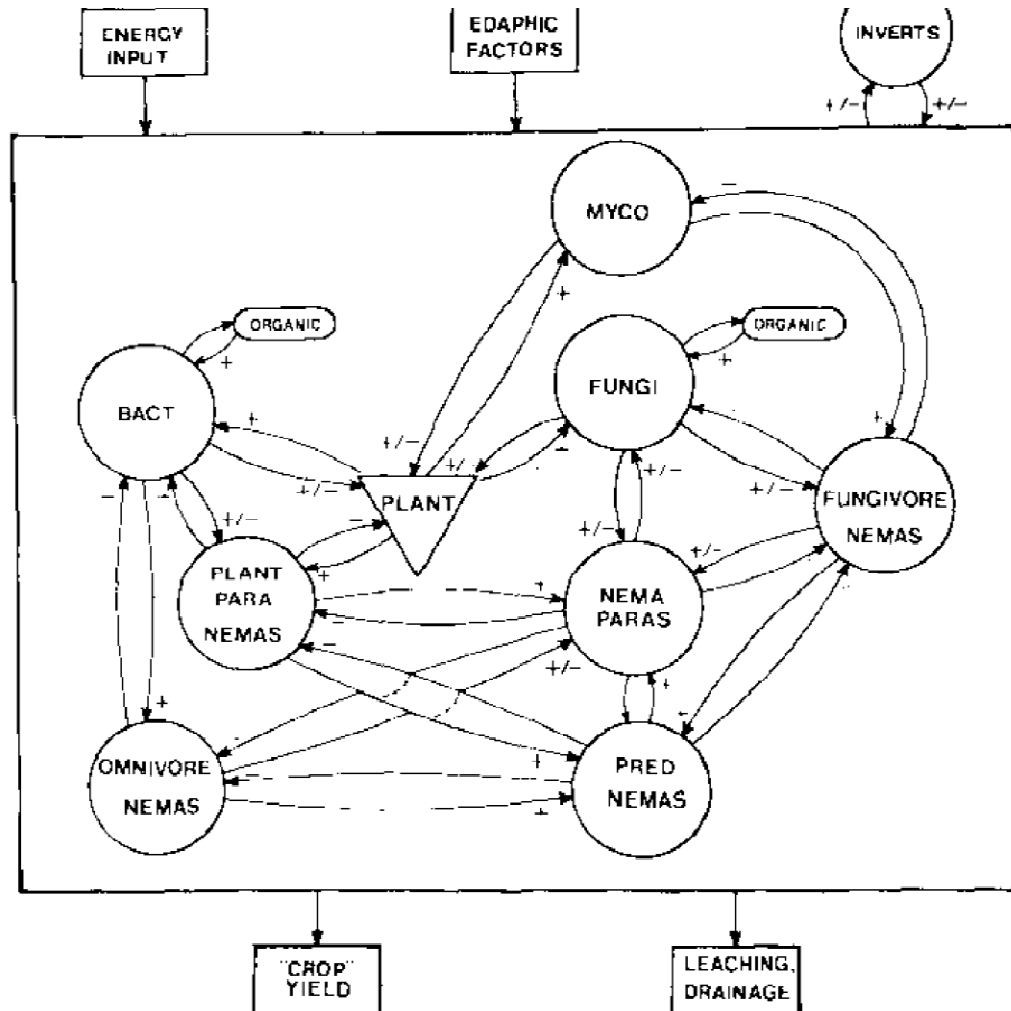 ENERGY
INPUT
EDAPHIC
FACTORS
INVERTS
+/-
+/-
MYCO
-
+
ORGANIC
+
ORGANIC
+
BACT
FUNGI
+
+/-
+/-
-
+
+/-
PLANT
+/-
FUNGIVORE
NEMAS
-
-
+/-
-
+/-
+/-
+/-
PLANT
PARA
NEMAS
+
+
NEMA
PARAS
-
-
+/-
+
+
OMNIVORE
NEMAS
+
PRED
NEMAS
+
"CROP"
YIELD
LEACHING,
DRAINAGE